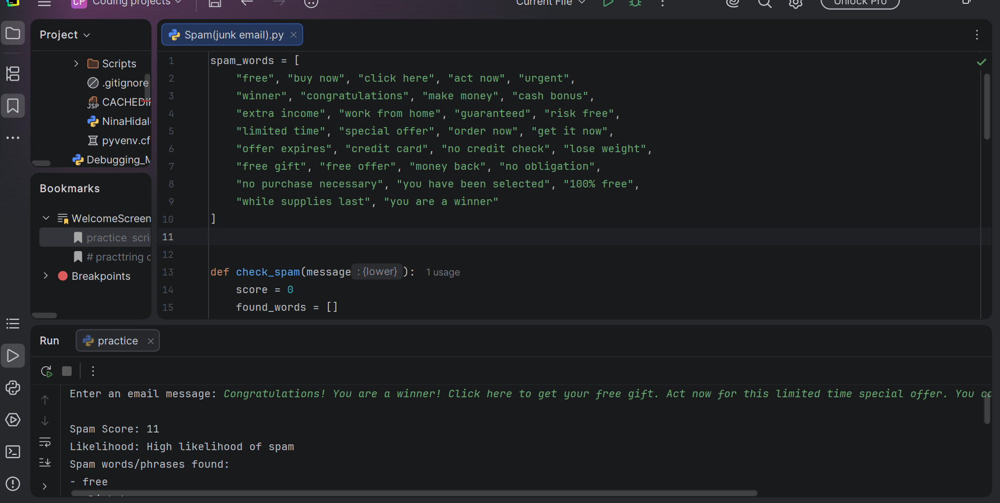 CP Coding projects
Current File
Unlock Pro
Project
Scripts
.gitignore
JSP CACHEDIR
NinaHidal
pyvenv.cf
Debugging_M
Bookmarks
WelcomeScreen
practice scri
# practtring
Breakpoints
Spam(junk email).py
1 spam_words = [
2 "free", "buy now", "click here", "act now", "urgent",
3 "winner", "congratulations", "make money", "cash bonus",
4 "extra income", "work from home", "guaranteed", "risk free",
5 "limited time", "special offer", "order now", "get it now",
6 "offer expires", "credit card", "no credit check", "lose weight",
7 "free gift", "free offer", "money back", "no obligation",
8 "no purchase necessary", "you have been selected", "100% free",
9 "while supplies last", "you are a winner"
10 ]
11
12
13 def check_spam(message : {lower} ): 1 usage
14 score = 0
15 found_words = []
Run practice
Enter an email message: Congratulations! You are a winner! Click here to get your free gift. Act now for this limited time special offer. You
Spam Score: 11
Likelihood: High likelihood of spam
Spam words/phrases found:
- free